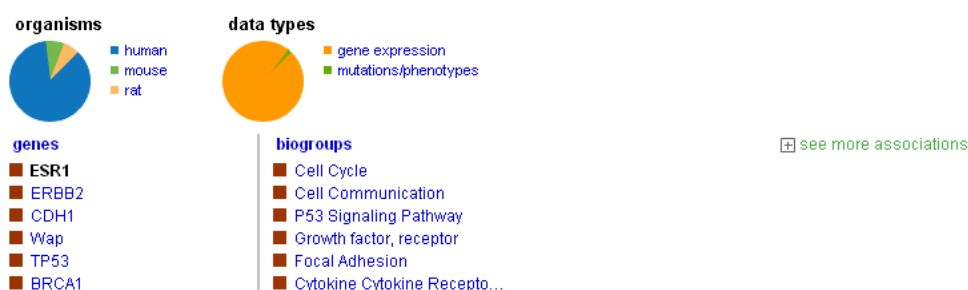 organisms
human
mouse
rat
data types
gene expression
mutations/phenotypes
genes
ESR1
ERBB2
CDH1
Wap
TP53
BRCA1
biogroups
Cell Cycle
Cell Communication
P53 Signaling Pathway
Growth factor, receptor
Focal Adhesion
Cytokine Cytokine Recepto...
see more associations